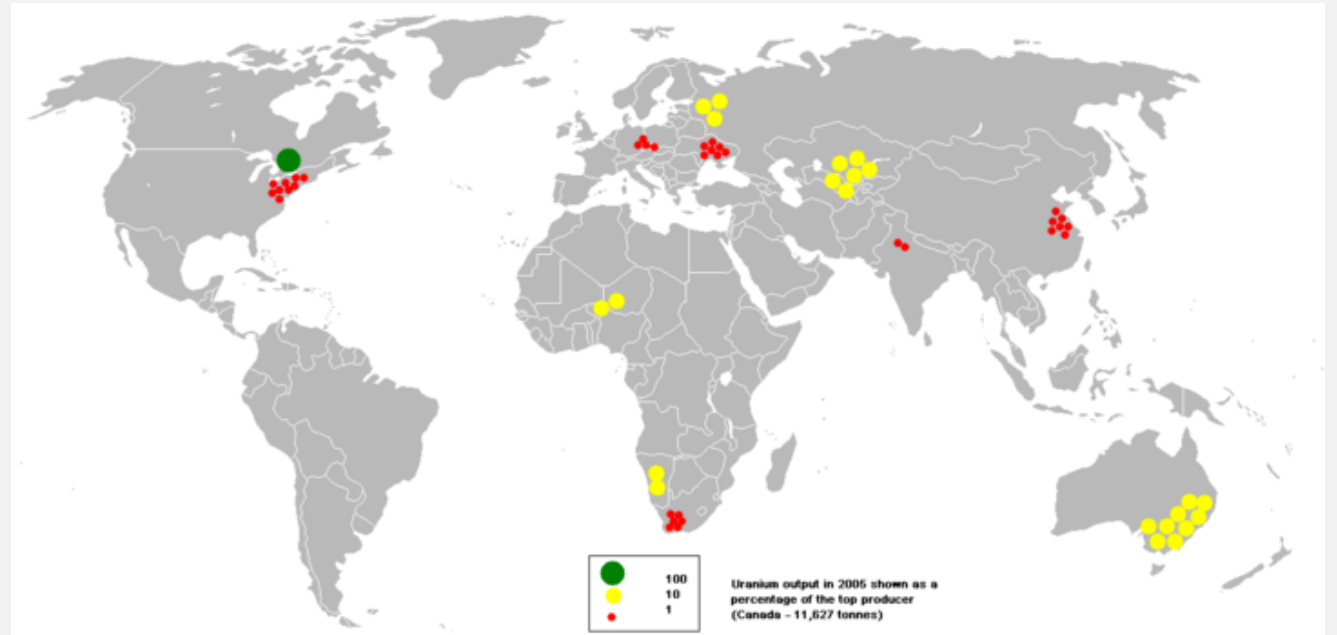 100
10
1
Uranium output in 2005 shown as a
percentage of the top producer
(Canada - 11,627 tonnes)